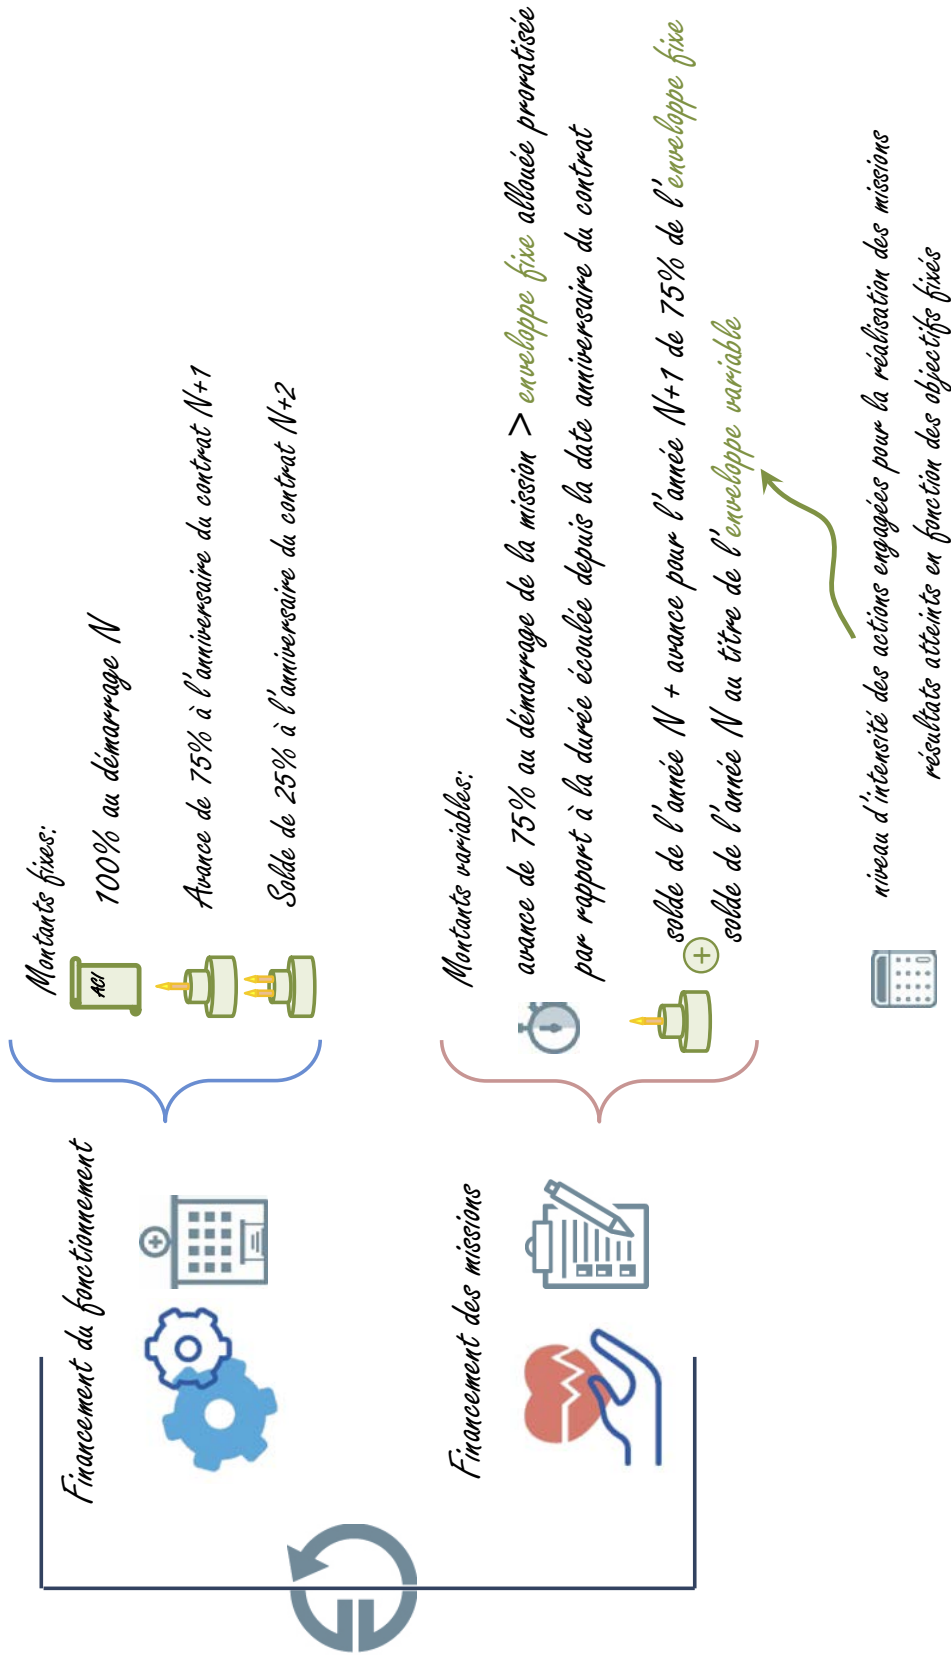 Financement du fonctionnement
Montants fixes:
ACI
100% au démarrage N
Avance de 75% à l'anniversaire du contrat N+1
Solde de 25% à l'anniversaire du contrat N+2
Financement des missions
Montants variables:
avance de 75% au démarrage de la mission > enveloppe fixe allouée proratisée
par rapport à la durée écoulée depuis la date anniversaire du contrat
solde de l'année N + avance pour l'année N+1 de 75% de l'enveloppe fixe
solde de l'année N au titre de l'enveloppe variable
niveau d'intensité des actions engagées pour la réalisation des missions
résultats atteints en fonction des objectifs fixés